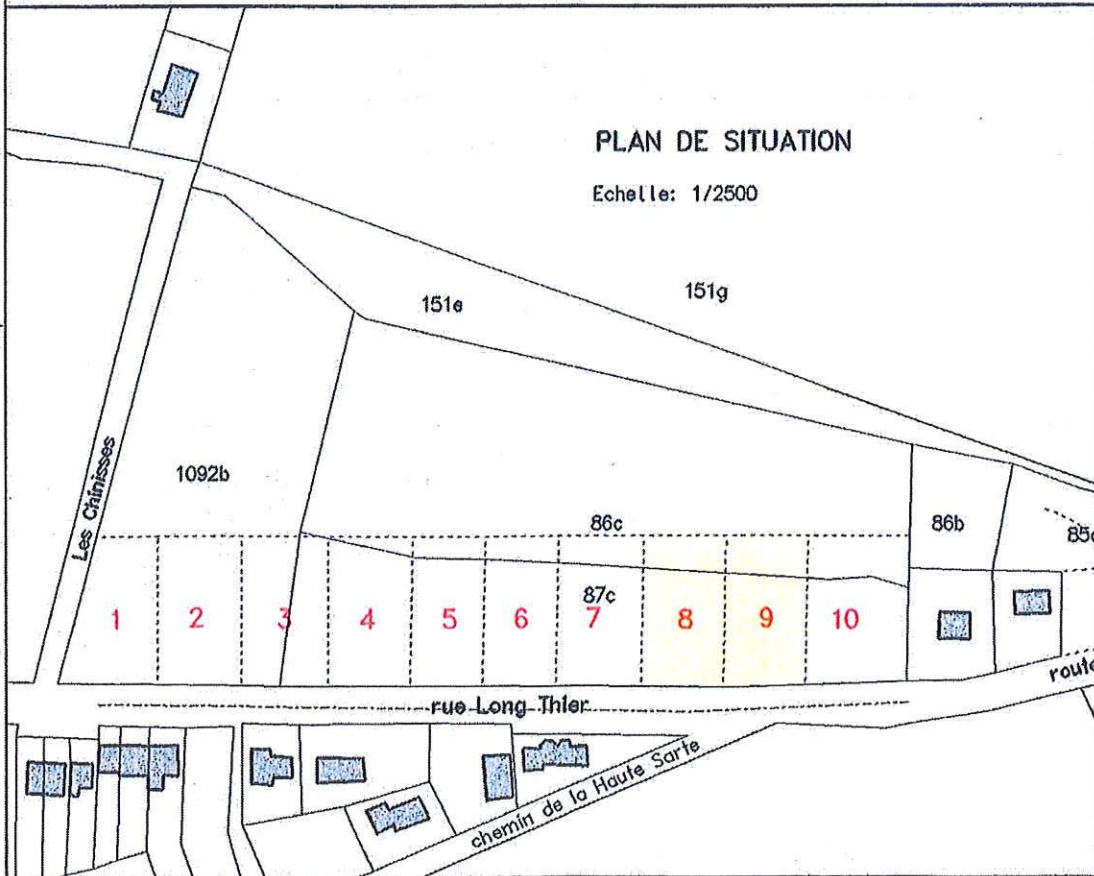 PLAN DE SITUATION
Echelle: 1/2500
151e
151g
Les Chinisses
1092b
86c
86b
87c
1
2
3
4
5
6
7
8
9
10
rue Long Thier
route
chemin de la Haute Sarte